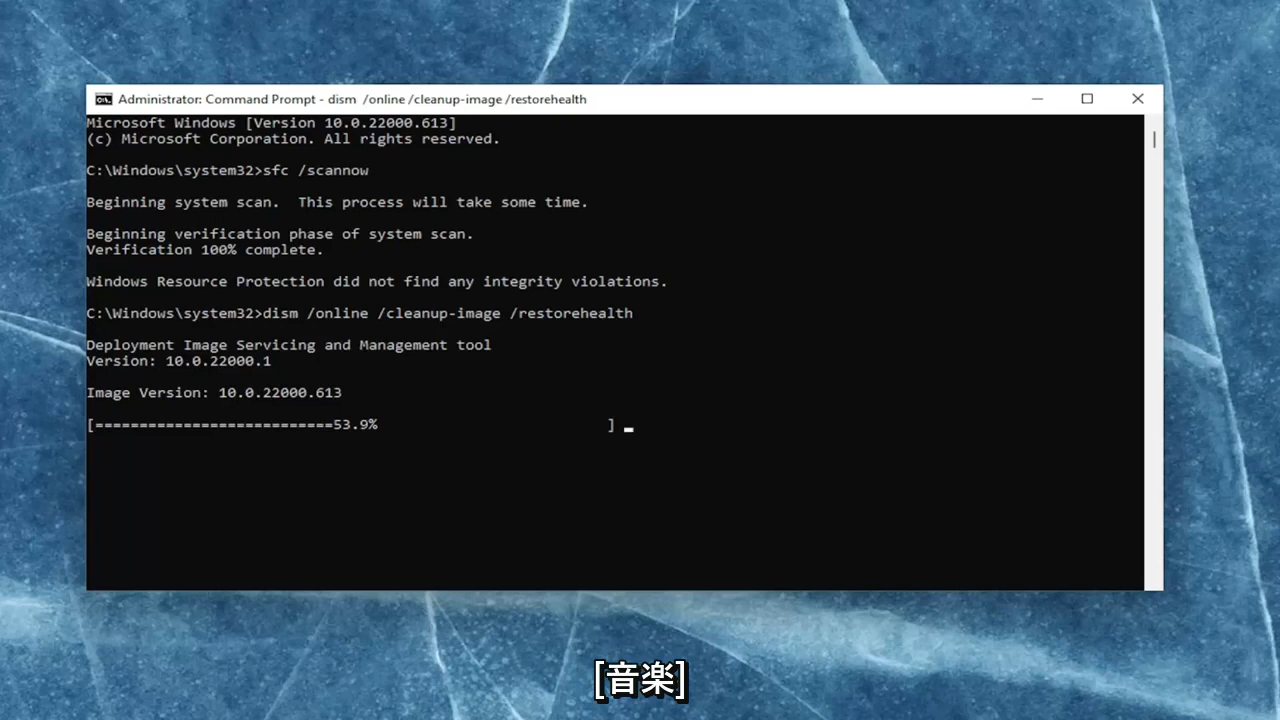 Administrator: Command Prompt - dism  /online /cleanup-image /restorehealth
Microsoft Windows [Version 10.0.22000.613]
(c) Microsoft Corporation. All rights reserved.
C:\Windows\system32>sfc /scannow
Beginning system scan.  This process will take some time.
Beginning verification phase of system scan.
Verification 100% complete.
Windows Resource Protection did not find any integrity violations.
C:\Windows\system32>dism /online /cleanup-image /restorehealth
Deployment Image Servicing and Management tool
Version: 10.0.22000.1
Image Version: 10.0.22000.613
[===========================53.9%                          ]
[音楽]